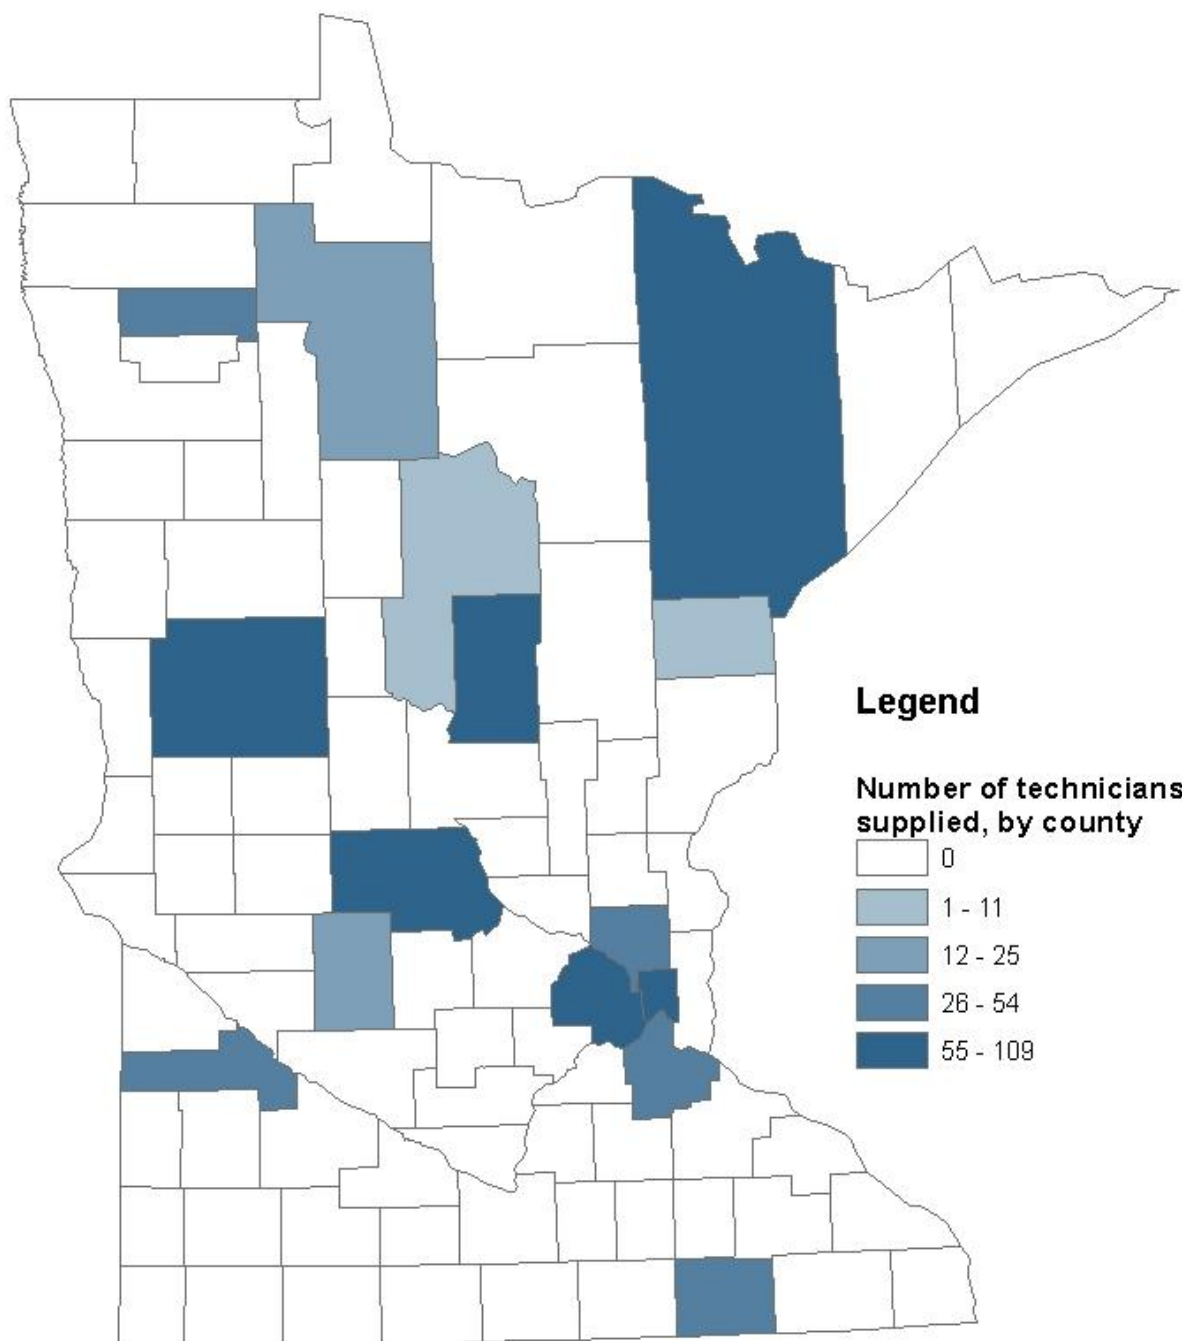 Legend
Number of technicians
supplied, by county
0
1 - 11
12 - 25
26 - 54
55 - 109